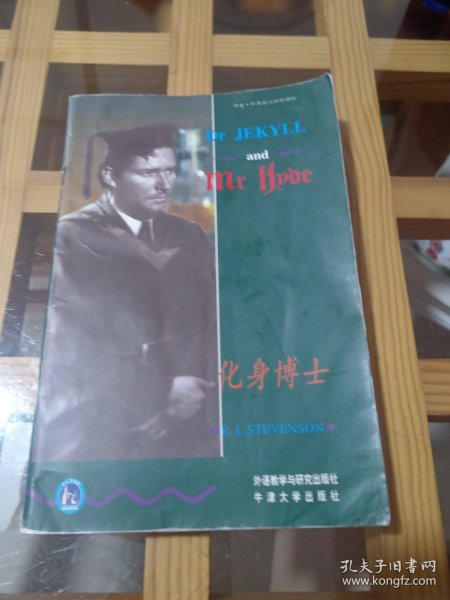 Dr JEKYLL
and
Mr Hyde
化身博士
R. L. STEVENSON
外语教学与研究出版社
牛津大学出版社
孔夫子旧书网
www.kongfz.com